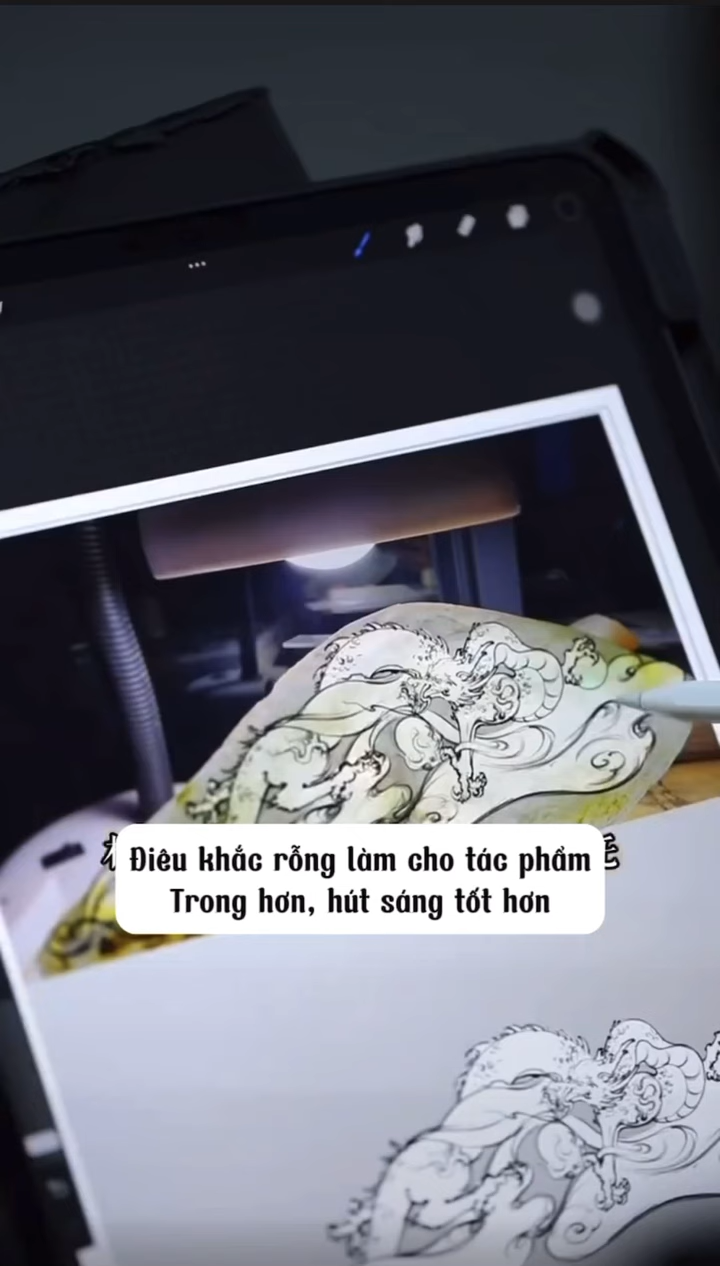 Điêu khắc rỗng làm cho tác phẩm
Trong hơn, hút sáng tốt hơn